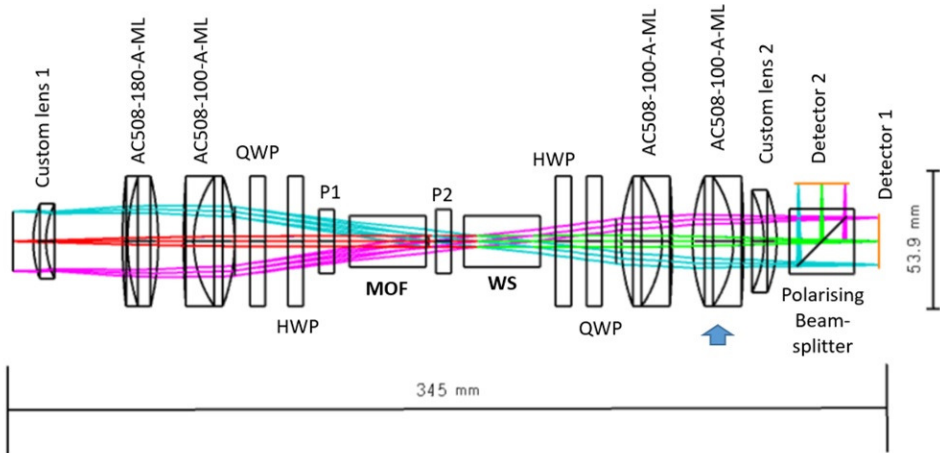 Custom lens 1
AC508-180-A-ML
AC508-100-A-ML
QWP
HWP
P1
MOF
P2
WS
HWP
QWP
AC508-100-A-ML
AC508-100-A-ML
Custom lens 2
Detector 2
Detector 1
Polarising
Beam-
splitter
53.9 mm
345 mm